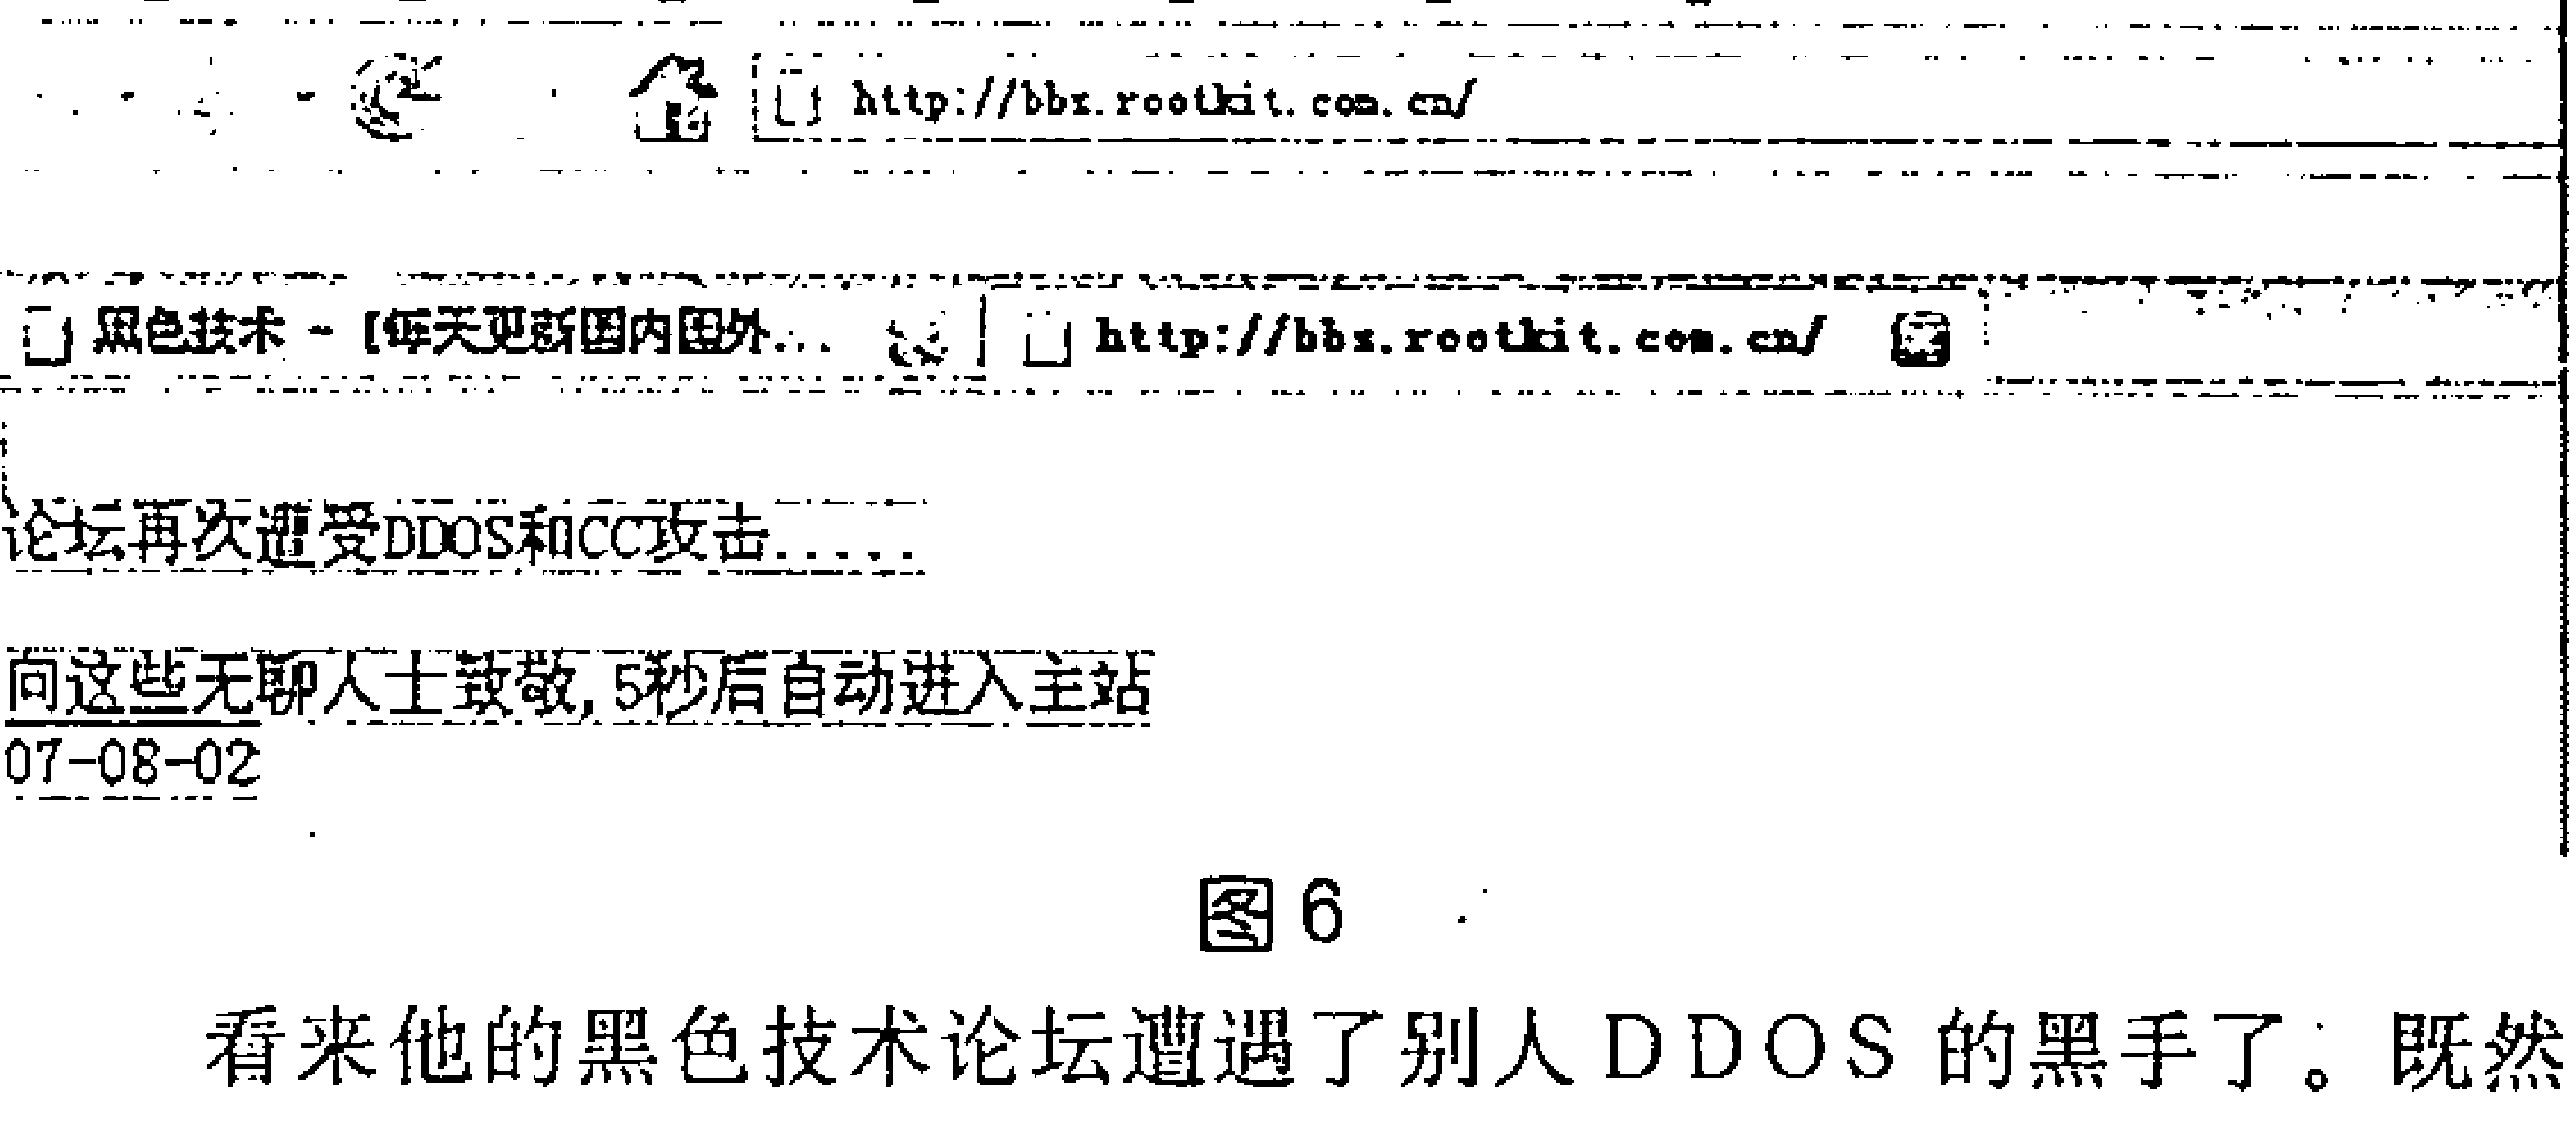 http://bbs.rootkit.com.cn/
黑色技术 - [每天更新国内国外... http://bbs.rootkit.com.cn/
论坛再次遭受DDOS和CC攻击.....
向这些无聊人士致敬,5秒后自动进入主站
07-08-02
图6
看来他的黑色技术论坛遭遇了别人DDOS的黑手了。既然